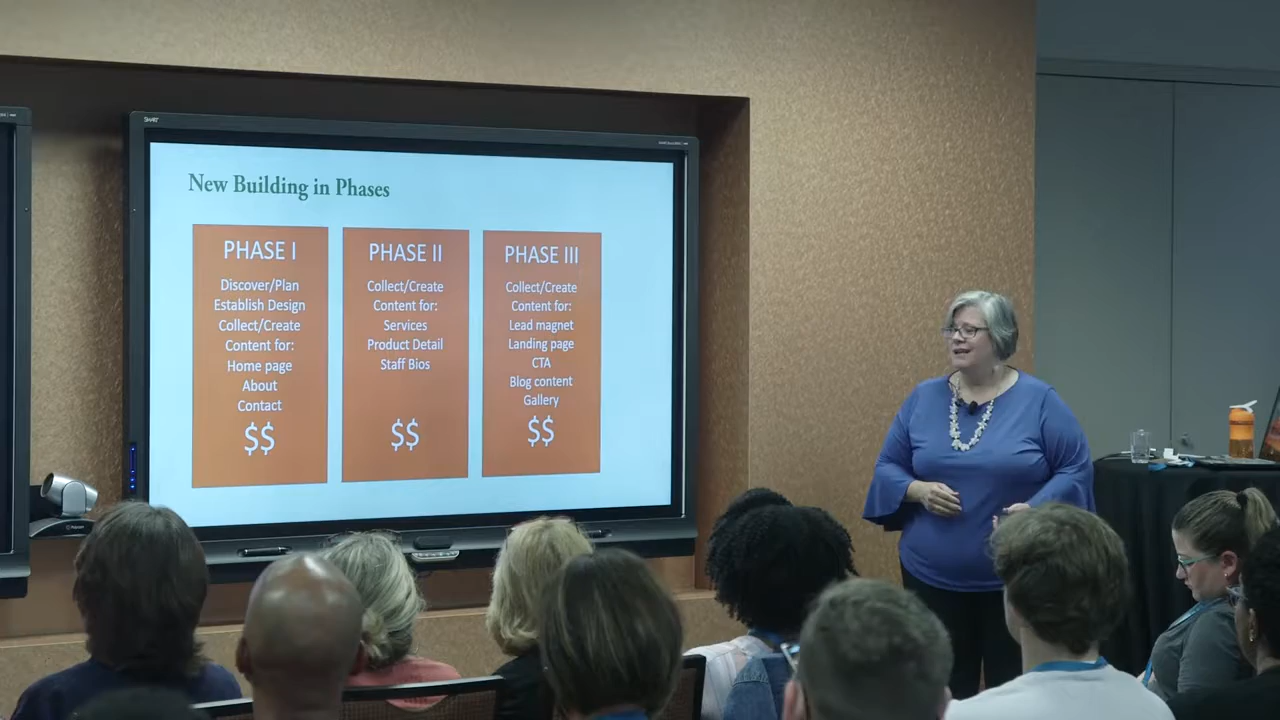 SMART
New Building in Phases
PHASE I
Discover/Plan
Establish Design
Collect/Create
Content for:
Home page
About
Contact
$$
PHASE II
Collect/Create
Content for:
Services
Product Detail
Staff Bios
$$
PHASE III
Collect/Create
Content for:
Lead magnet
Landing page
CTA
Blog content
Gallery
$$